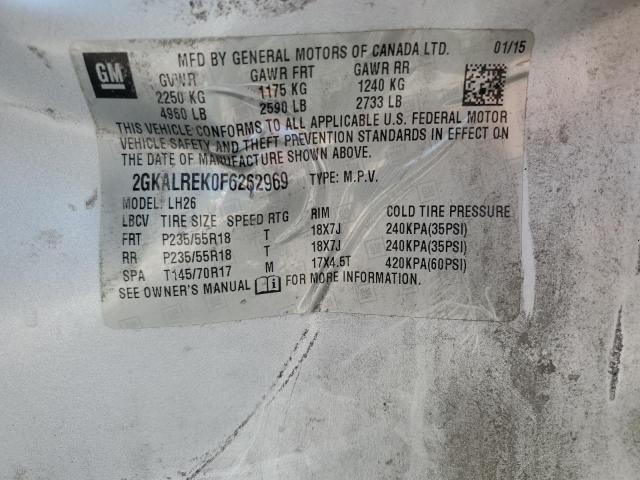 GM
MFD BY GENERAL MOTORS OF CANADA LTD. 01/15
GVWR GAWR FRT GAWR RR
2250 KG 1175 KG 1240 KG
4960 LB 2590 LB 2733 LB
THIS VEHICLE CONFORMS TO ALL APPLICABLE U.S. FEDERAL MOTOR
VEHICLE SAFETY AND THEFT PREVENTION STANDARDS IN EFFECT ON
THE DATE OF MANUFACTURE SHOWN ABOVE.
2GKALREK0F6262969 TYPE: M.P.V.
MODEL: LH26
LBCV TIRE SIZE SPEED RTG RIM COLD TIRE PRESSURE
FRT P235/55R18 T 18X7J 240KPA(35PSI)
RR P235/55R18 T 18X7J 240KPA(35PSI)
SPA T145/70R17 M 17X4.5T 420KPA(60PSI)
SEE OWNER'S MANUAL FOR MORE INFORMATION.